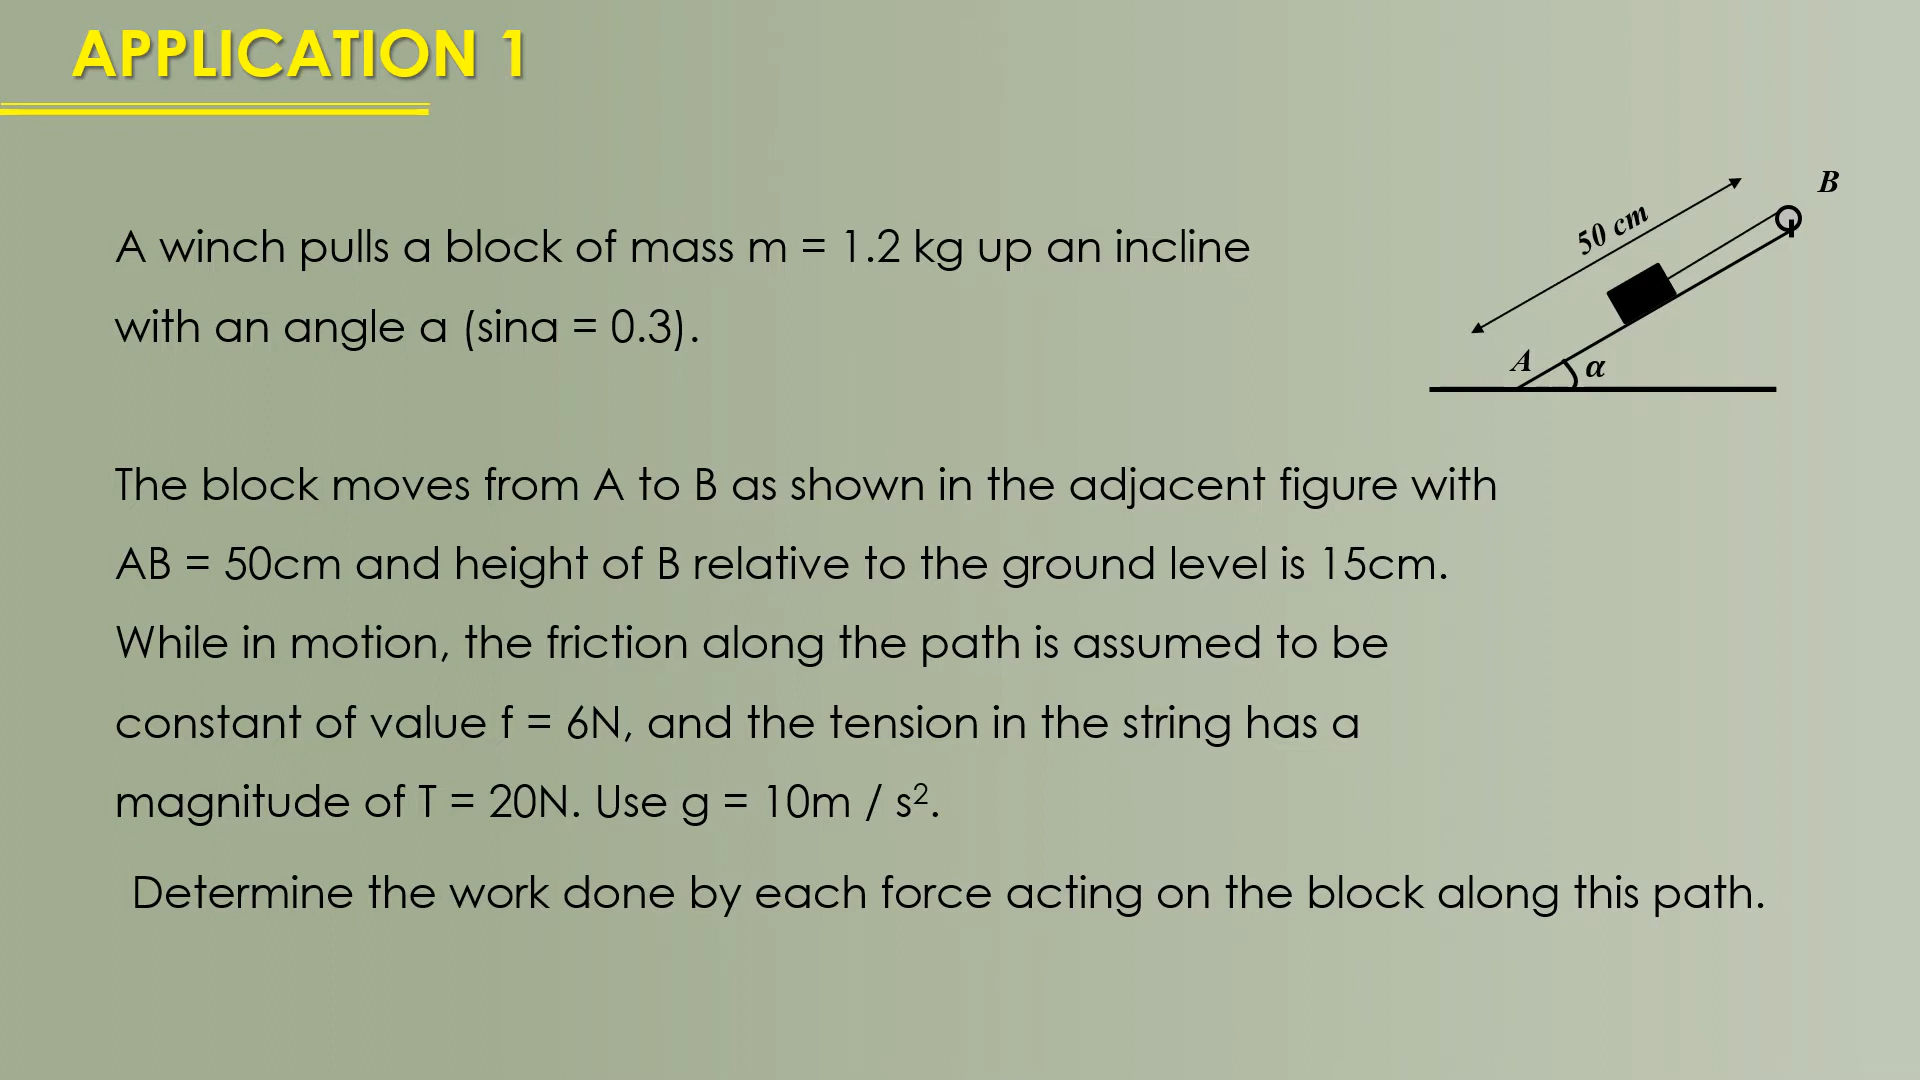 APPLICATION 1
A winch pulls a block of mass m = 1.2 kg up an incline
with an angle a (sina = 0.3).
50 cm
B
A
α
The block moves from A to B as shown in the adjacent figure with
AB = 50cm and height of B relative to the ground level is 15cm.
While in motion, the friction along the path is assumed to be
constant of value f = 6N, and the tension in the string has a
magnitude of T = 20N. Use g = 10m / s².
Determine the work done by each force acting on the block along this path.